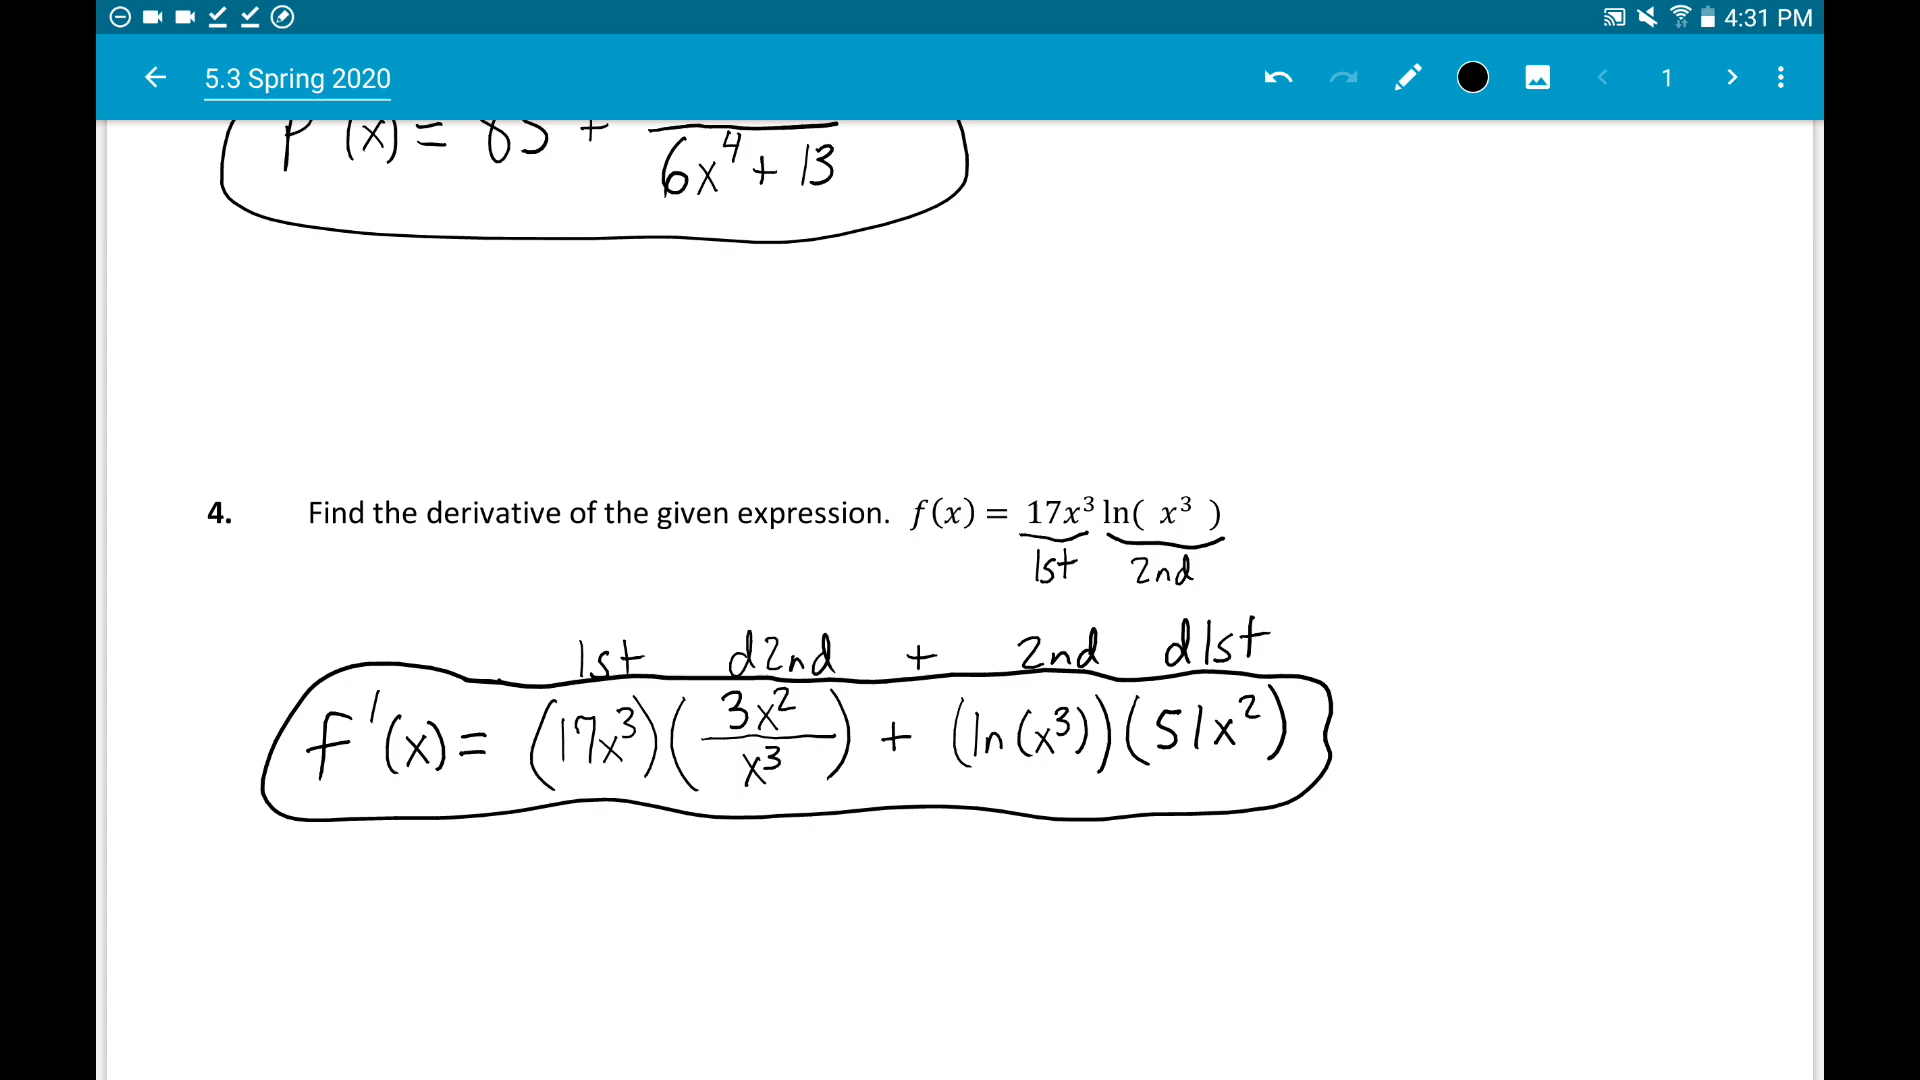 4:31 PM
5.3 Spring 2020
1
(x) = 85 +
6x⁴ + 13
4. Find the derivative of the given expression. f(x) = 17x³ ln( x³ )
1st 2nd
1st d2nd + 2nd d1st
f'(x) = (17x³)(3x²/x³) + (ln(x³))(51x²)